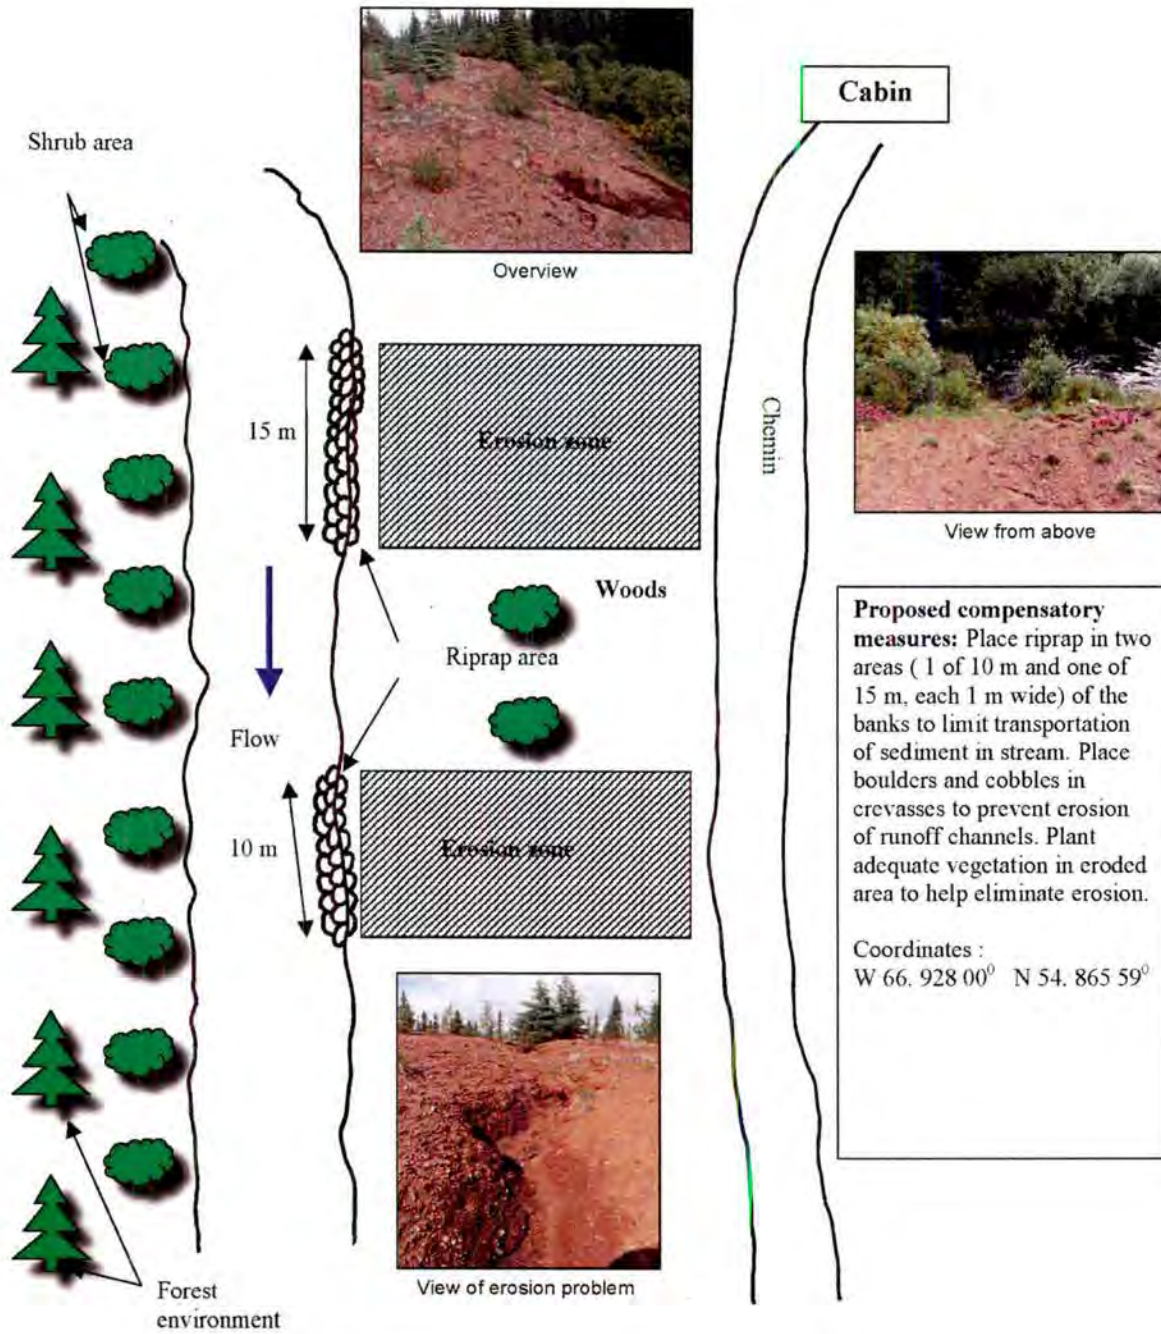 Cabin
Shrub area
Overview
15 m
Erosion zone
Chemin
View from above
Woods
Riprap area
Flow
10 m
Erosion zone
Proposed compensatory
measures: Place riprap in two
areas ( 1 of 10 m and one of
15 m, each 1 m wide) of the
banks to limit transportation
of sediment in stream. Place
boulders and cobbles in
crevasses to prevent erosion
of runoff channels. Plant
adequate vegetation in eroded
area to help eliminate erosion.
Coordinates :
W 66. 928 00⁰ N 54. 865 59⁰
View of erosion problem
Forest
environment